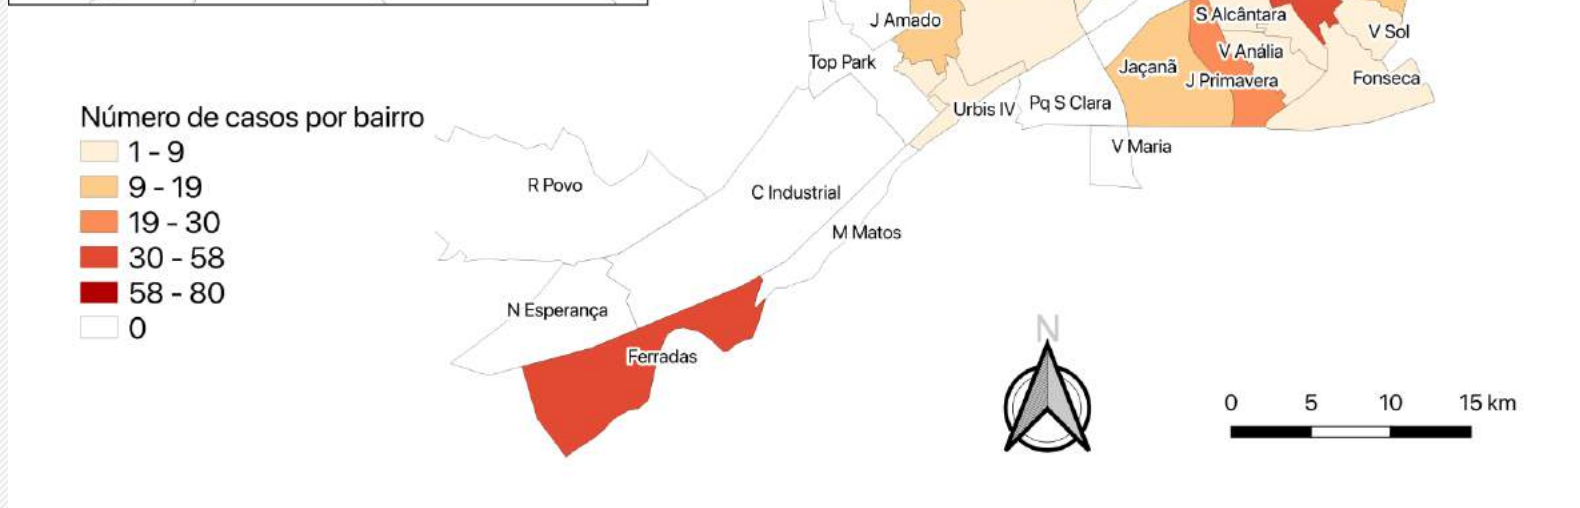 S Alcântara
J Amado
V Sol
V Anália
Top Park
Jaçanã
Fonseca
J Primavera
Pq S Clara
Urbis IV
Número de casos por bairro
1 - 9
9 - 19
19 - 30
30 - 58
58 - 80
0
V Maria
R Povo
C Industrial
M Matos
N Esperança
Ferradas
N
0 5 10 15 km